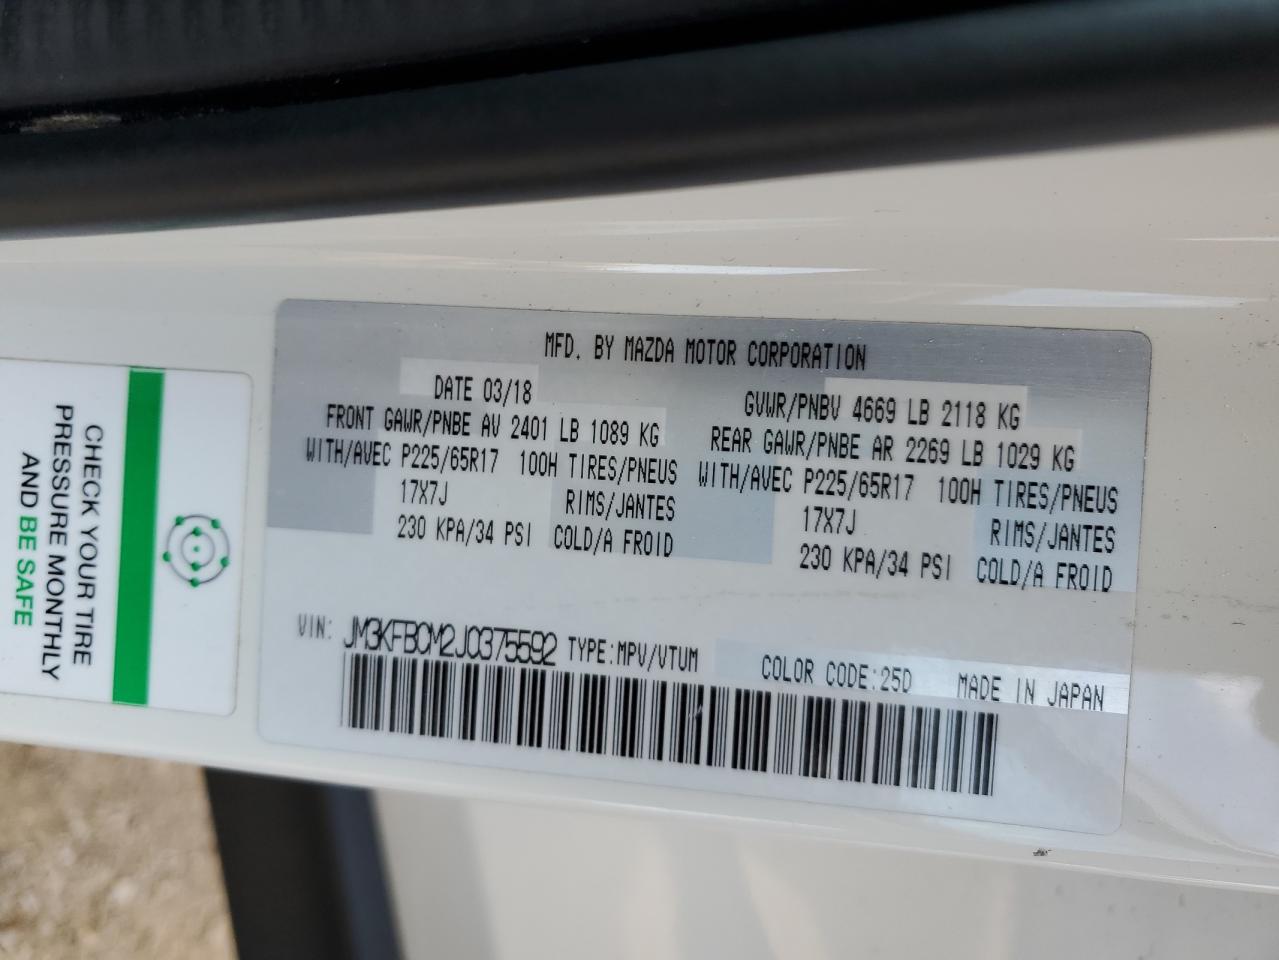 MFD. BY MAZDA MOTOR CORPORATION
DATE 03/18
GVWR/PNBV 4669 LB 2118 KG
FRONT GAWR/PNBE AV 2401 LB 1089 KG
REAR GAWR/PNBE AR 2269 LB 1029 KG
WITH/AVEC P225/65R17 100H TIRES/PNEUS
WITH/AVEC P225/65R17 100H TIRES/PNEUS
17X7J RIMS/JANTES
17X7J RIMS/JANTES
230 KPA/34 PSI COLD/A FROID
230 KPA/34 PSI COLD/A FROID
VIN: JM3KFBCM2J0375592 TYPE:MPV/VTUM COLOR CODE:25D MADE IN JAPAN
CHECK YOUR TIRE
PRESSURE MONTHLY
AND BE SAFE